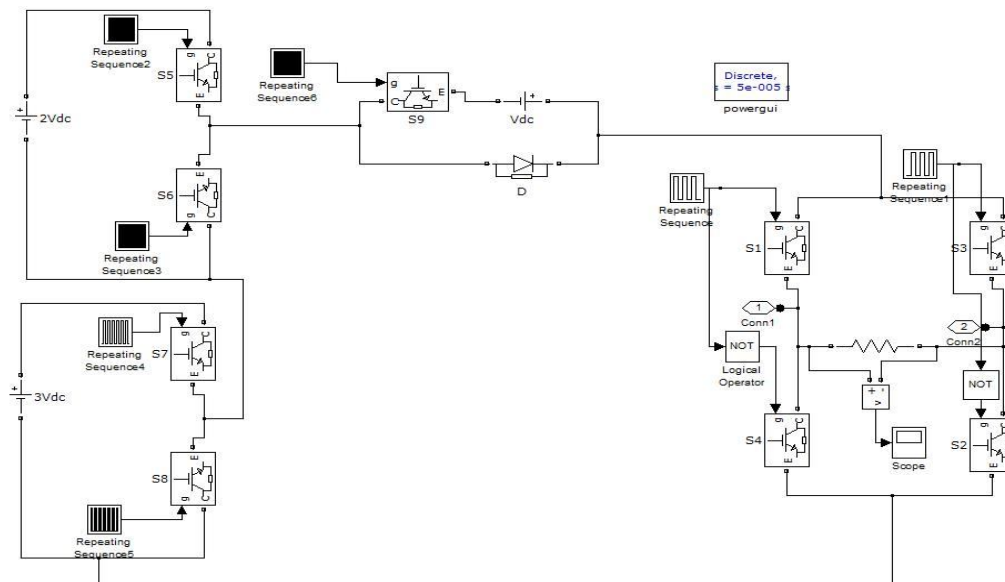 Repeating
Sequence2
g
C
S5
E
2Vdc
E
S6
g
C
Repeating
Sequence3
Repeating
Sequence6
g
C
E
S9
Vdc
D
Discrete,
s = 5e-005 s
powergui
Repeating
Sequence
Repeating
Sequence1
g
C
S1
E
g
C
S3
E
1
Conn1
2
Conn2
NOT
Logical
Operator
NOT
+
-
v
Scope
g
C
S4
E
g
C
S2
E
3Vdc
Repeating
Sequence4
g
C
S7
E
E
S8
g
C
Repeating
Sequence5